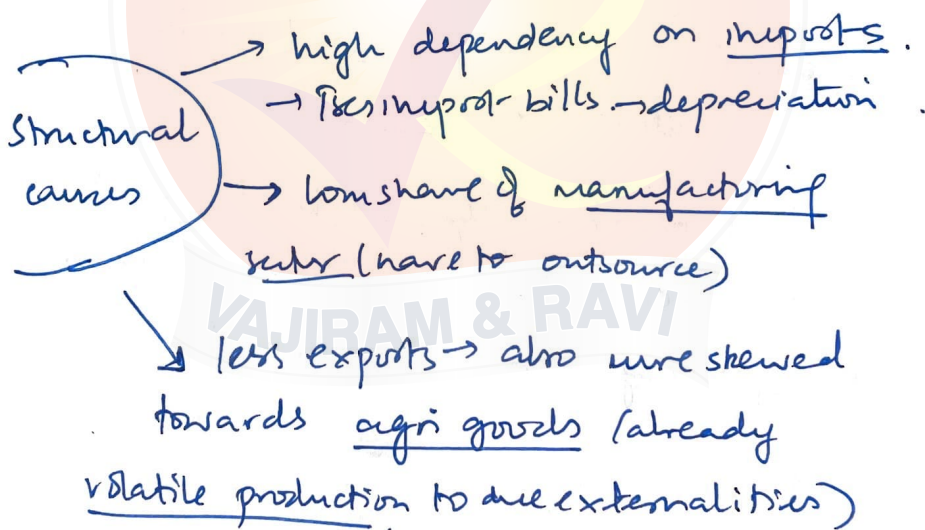 Structural causes
→ high dependency on imports.
→ ↑ses import bills → depreciation.
→ low share of manufacturing
sector (have to outsource)
VAJIRAM & RAVI
less exports → also more skewed
towards agri goods (already
volatile production to due externalities)